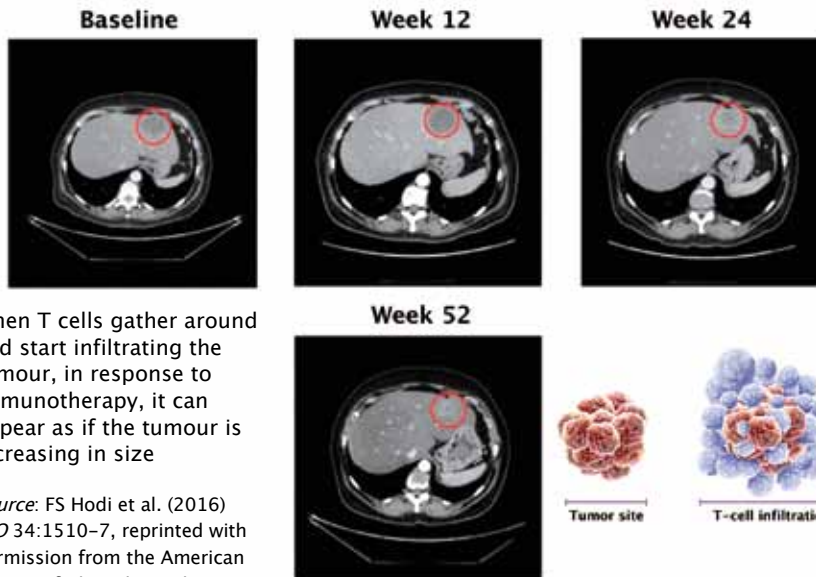 Baseline
Week 12
Week 24
hen T cells gather around
d start infiltrating the
mour, in response to
munotherapy, it can
pear as if the tumour is
creasing in size
urce: FS Hodi et al. (2016)
O 34:1510–7, reprinted with
rmission from the American
Week 52
Tumor site
T-cell infiltratio